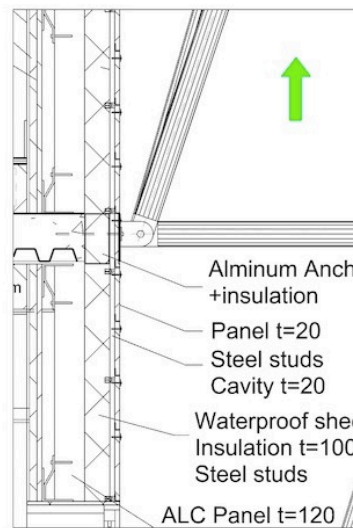 Alminum Anch
+insulation
Panel t=20
Steel studs
Cavity t=20
Waterproof shee
Insulation t=100
Steel studs
ALC Panel t=120
m